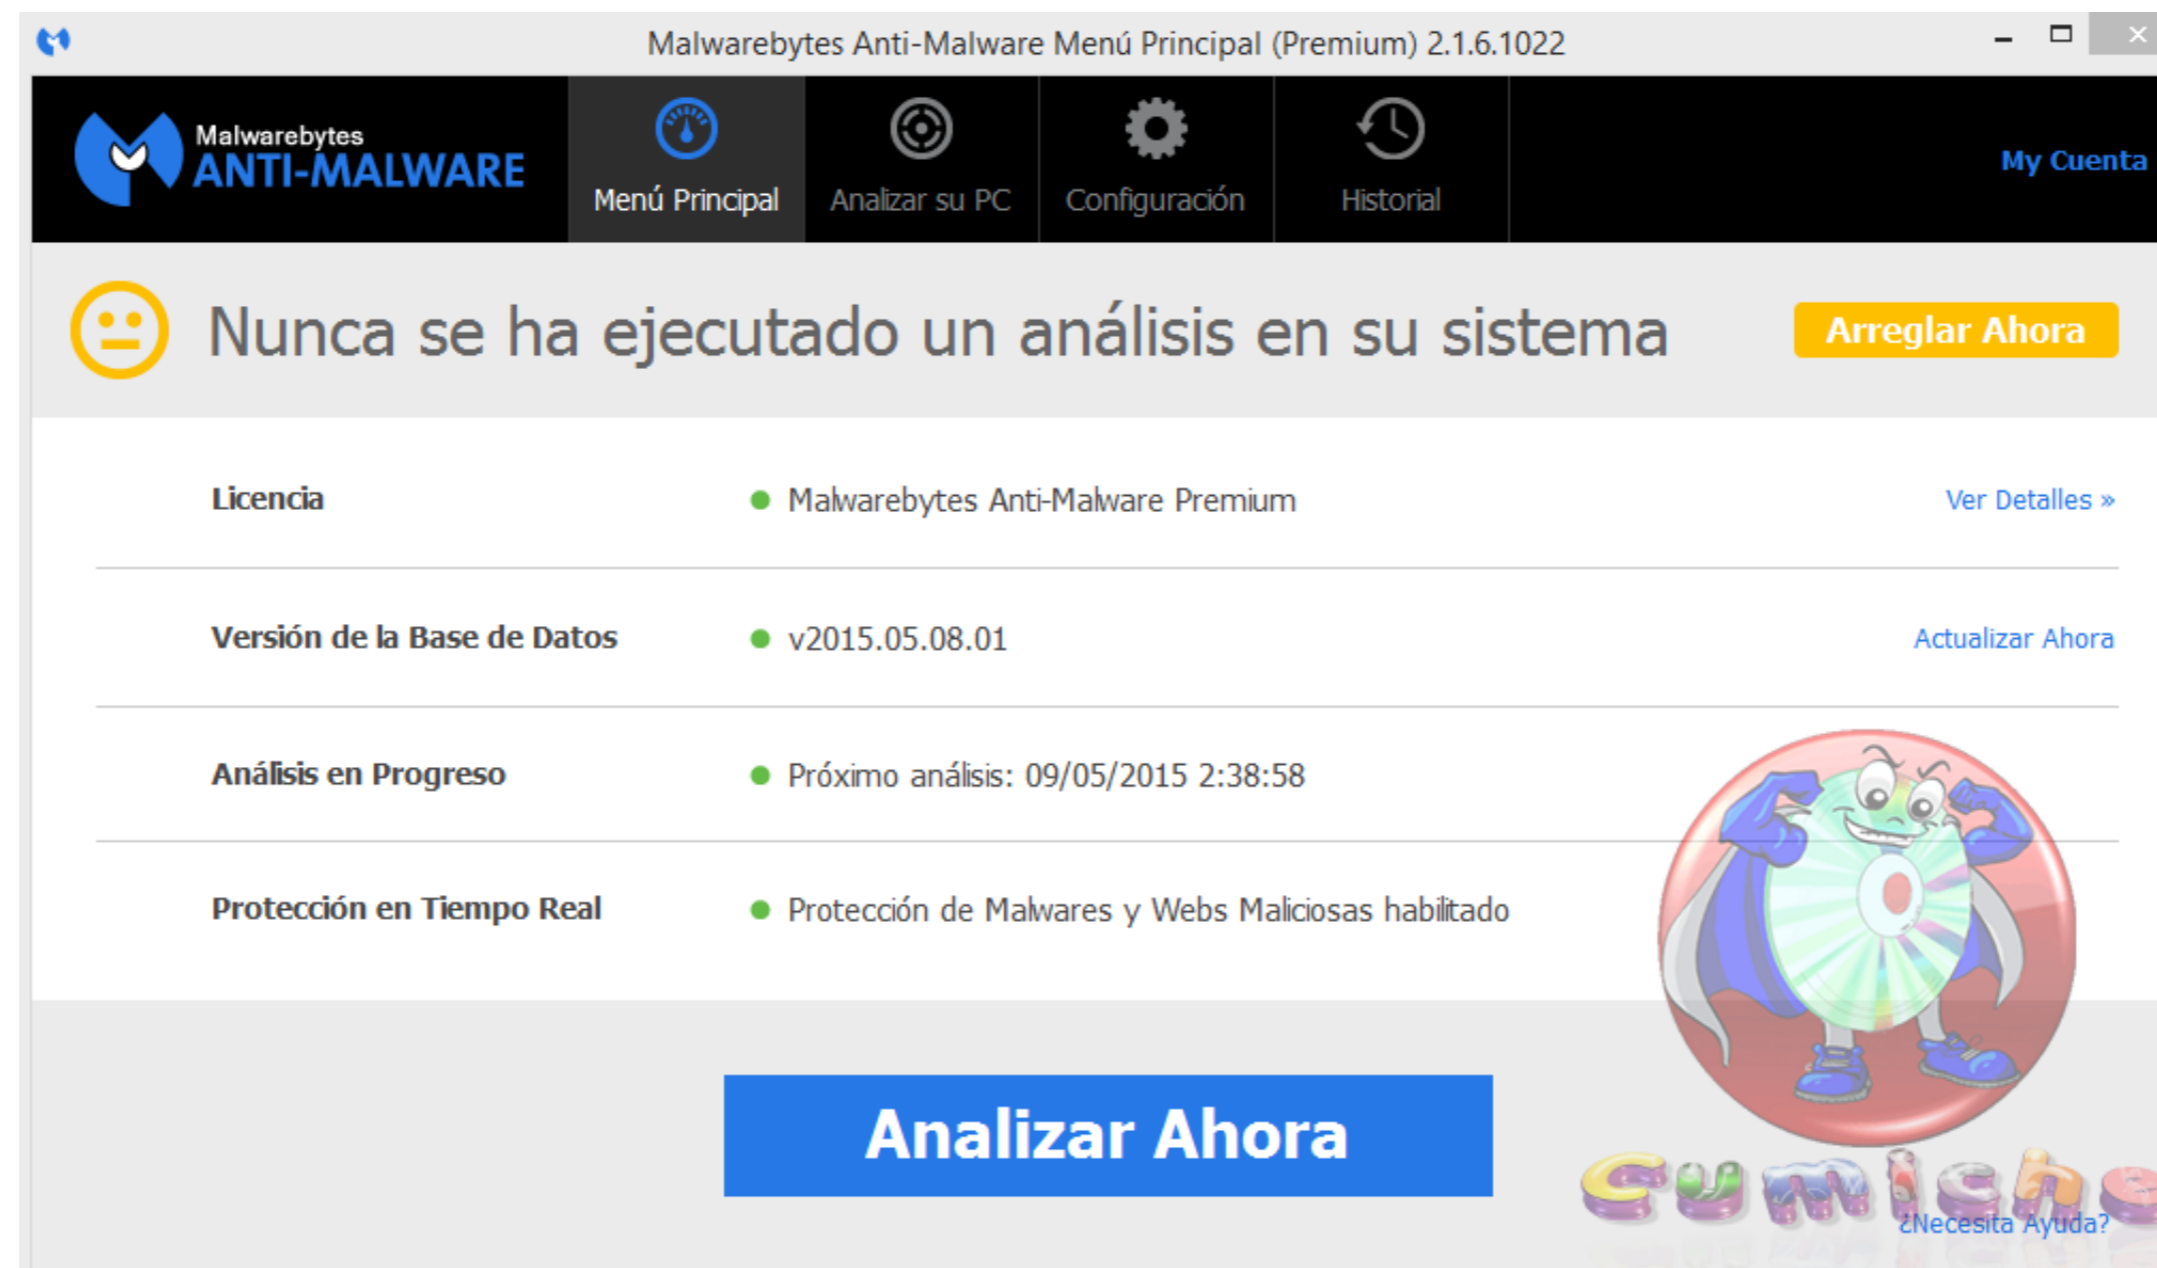 Malwarebytes Anti-Malware Menú Principal (Premium) 2.1.6.1022
Malwarebytes
ANTI-MALWARE
Menú Principal
Analizar su PC
Configuración
Historial
My Cuenta
Nunca se ha ejecutado un análisis en su sistema
Arreglar Ahora
Licencia
Malwarebytes Anti-Malware Premium
Ver Detalles »
Versión de la Base de Datos
v2015.05.08.01
Actualizar Ahora
Análisis en Progreso
Próximo análisis: 09/05/2015 2:38:58
Protección en Tiempo Real
Protección de Malwares y Webs Maliciosas habilitado
Analizar Ahora
Cumiche
¿Necesita Ayuda?